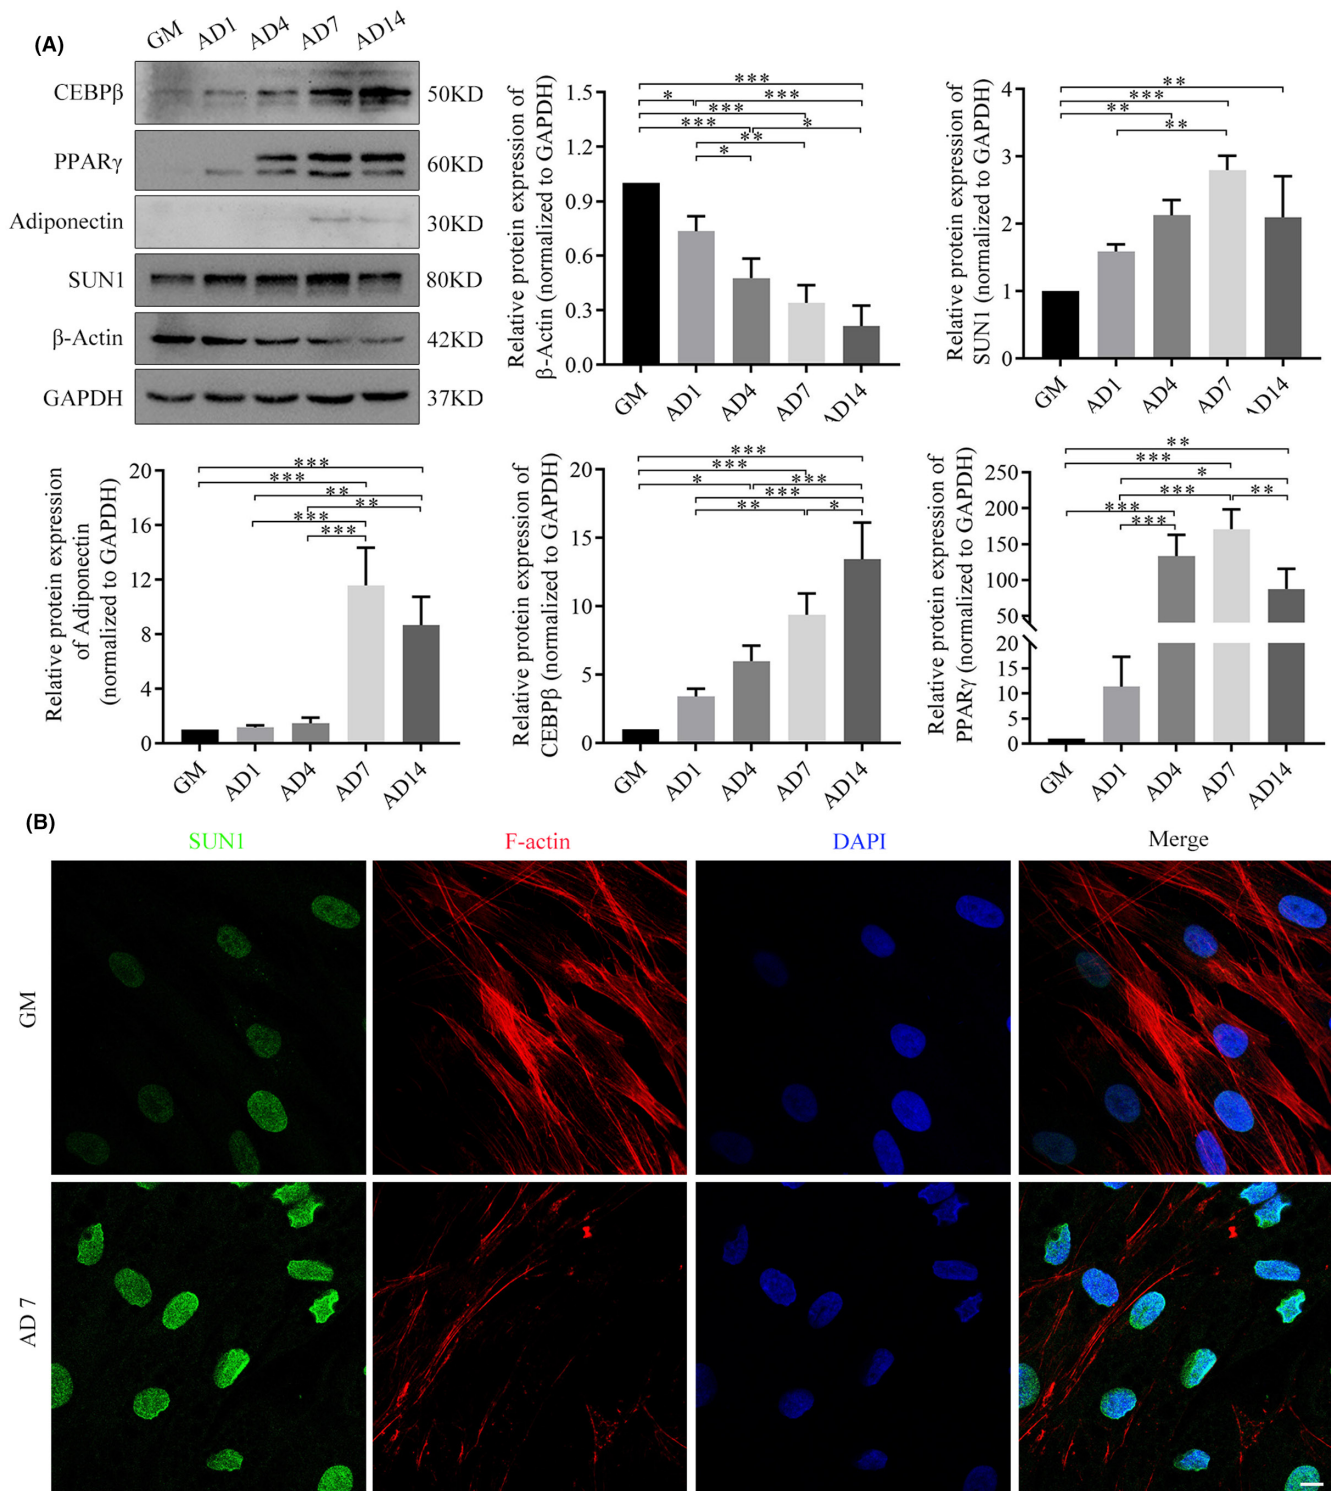 (A)
GM AD1 AD4 AD7 AD14
CEBPβ 50KD
PPARγ 60KD
Adiponectin 30KD
SUN1 80KD
β-Actin 42KD
GAPDH 37KD
Relative protein expression of
β-Actin (normalized to GAPDH)
1.5
1.2
0.9
0.6
0.3
0.0
***
* ***
***
*** *
**
*
GM AD1 AD4 AD7 AD14
Relative protein expression of
SUN1 (normalized to GAPDH)
4
3
2
1
0
**
***
**
**
GM AD1 AD4 AD7 AD14
Relative protein expression
of Adiponectin
(normalized to GAPDH)
20
16
12
8
4
0
***
***
**
**
***
***
GM AD1 AD4 AD7 AD14
Relative protein expression of
CEBPβ (normalized to GAPDH)
20
15
10
5
0
***
***
* ***
***
** *
GM AD1 AD4 AD7 AD14
Relative protein expression of
PPARγ (normalized to GAPDH)
250
200
150
100
50
20
15
10
5
0
**
***
*
*** **
***
***
GM AD1 AD4 AD7 AD14
(B)
SUN1 F-actin DAPI Merge
GM
AD 7